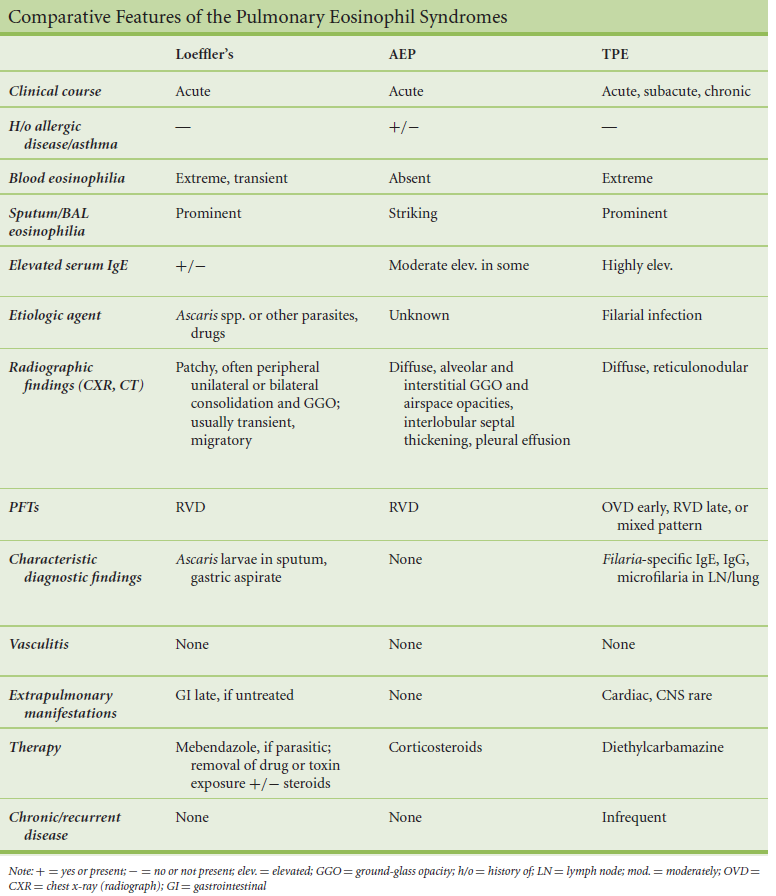 Comparative Features of the Pulmonary Eosinophil Syndromes
Loeffler's AEP TPE
Clinical course Acute Acute Acute, subacute, chronic
H/o allergic — +/− —
disease/asthma
Blood eosinophilia Extreme, transient Absent Extreme
Sputum/BAL Prominent Striking Prominent
eosinophilia
Elevated serum IgE +/− Moderate elev. in some Highly elev.
Etiologic agent Ascaris spp. or other parasites, Unknown Filarial infection
drugs
Radiographic Patchy, often peripheral Diffuse, alveolar and Diffuse, reticulonodular
findings (CXR, CT) unilateral or bilateral interstitial GGO and
consolidation and GGO; airspace opacities,
usually transient, interlobular septal
migratory thickening, pleural effusion
PFTs RVD RVD OVD early, RVD late, or
mixed pattern
Characteristic Ascaris larvae in sputum, None Filaria-specific IgE, IgG,
diagnostic findings gastric aspirate microfilaria in LN/lung
Vasculitis None None None
Extrapulmonary GI late, if untreated None Cardiac, CNS rare
manifestations
Therapy Mebendazole, if parasitic; Corticosteroids Diethylcarbamazine
removal of drug or toxin
exposure +/− steroids
Chronic/recurrent None None Infrequent
disease
Note: + = yes or present; − = no or not present; elev. = elevated; GGO = ground-glass opacity; h/o = history of; LN = lymph node; mod. = moderately; OVD =
CXR = chest x-ray (radiograph); GI = gastrointestinal